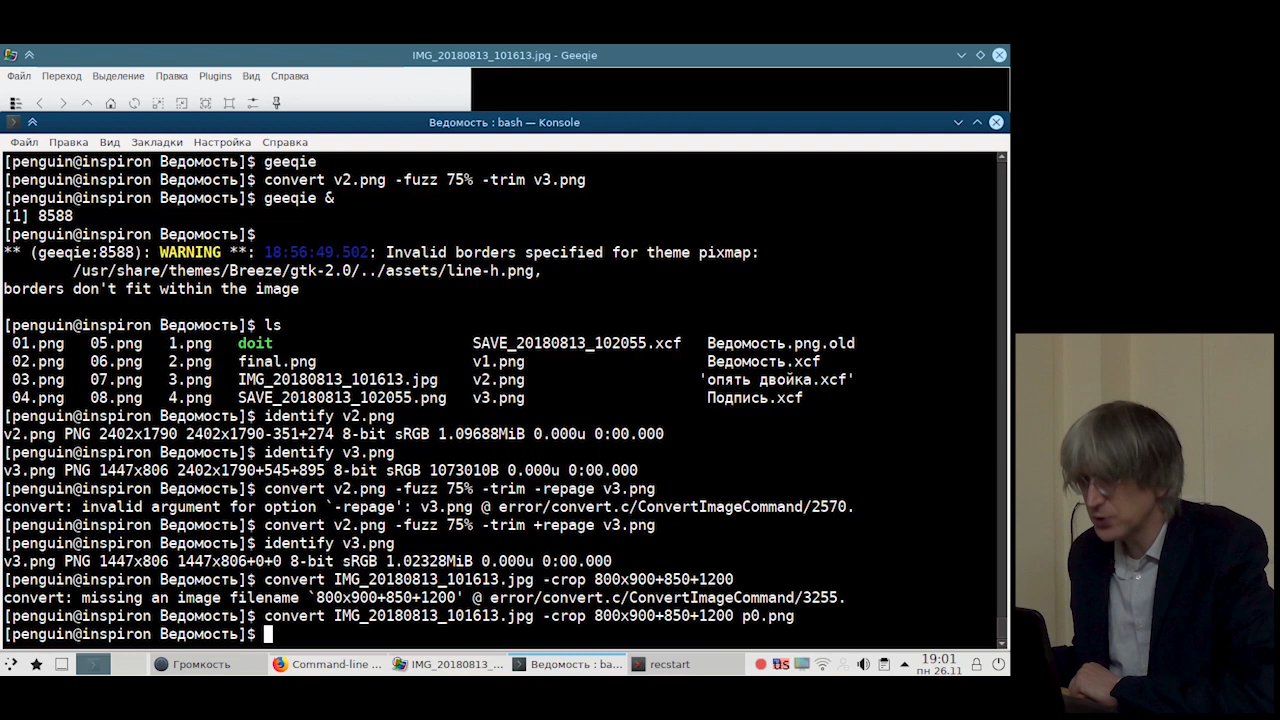 IMG_20180813_101613.jpg - Geeqie
Файл Переход Выделение Правка Plugins Вид Справка
Ведомость : bash — Konsole
Файл Правка Вид Закладки Настройка Справка
[penguin@inspiron Ведомость]$ geeqie
[penguin@inspiron Ведомость]$ convert v2.png -fuzz 75% -trim v3.png
[penguin@inspiron Ведомость]$ geeqie &
[1] 8588
[penguin@inspiron Ведомость]$
** (geeqie:8588): WARNING **: 18:56:49.502: Invalid borders specified for theme pixmap:
/usr/share/themes/Breeze/gtk-2.0/../assets/line-h.png,
borders don't fit within the image
[penguin@inspiron Ведомость]$ ls
01.png 05.png 1.png doit SAVE_20180813_102055.xcf Ведомость.png.old
02.png 06.png 2.png final.png v1.png Ведомость.xcf
03.png 07.png 3.png IMG_20180813_101613.jpg v2.png 'опять двойка.xcf'
04.png 08.png 4.png SAVE_20180813_102055.png v3.png Подпись.xcf
[penguin@inspiron Ведомость]$ identify v2.png
v2.png PNG 2402x1790 2402x1790-351+274 8-bit sRGB 1.09688MiB 0.000u 0:00.000
[penguin@inspiron Ведомость]$ identify v3.png
v3.png PNG 1447x806 2402x1790+545+895 8-bit sRGB 1073010B 0.000u 0:00.000
[penguin@inspiron Ведомость]$ convert v2.png -fuzz 75% -trim -repage v3.png
convert: invalid argument for option `-repage': v3.png @ error/convert.c/ConvertImageCommand/2570.
[penguin@inspiron Ведомость]$ convert v2.png -fuzz 75% -trim +repage v3.png
[penguin@inspiron Ведомость]$ identify v3.png
v3.png PNG 1447x806 1447x806+0+0 8-bit sRGB 1.02328MiB 0.000u 0:00.000
[penguin@inspiron Ведомость]$ convert IMG_20180813_101613.jpg -crop 800x900+850+1200
convert: missing an image filename `800x900+850+1200' @ error/convert.c/ConvertImageCommand/3255.
[penguin@inspiron Ведомость]$ convert IMG_20180813_101613.jpg -crop 800x900+850+1200 p0.png
[penguin@inspiron Ведомость]$
Громкость Command-line ... IMG_20180813_... Ведомость : ba... recstart US 19:01
пн 26.11